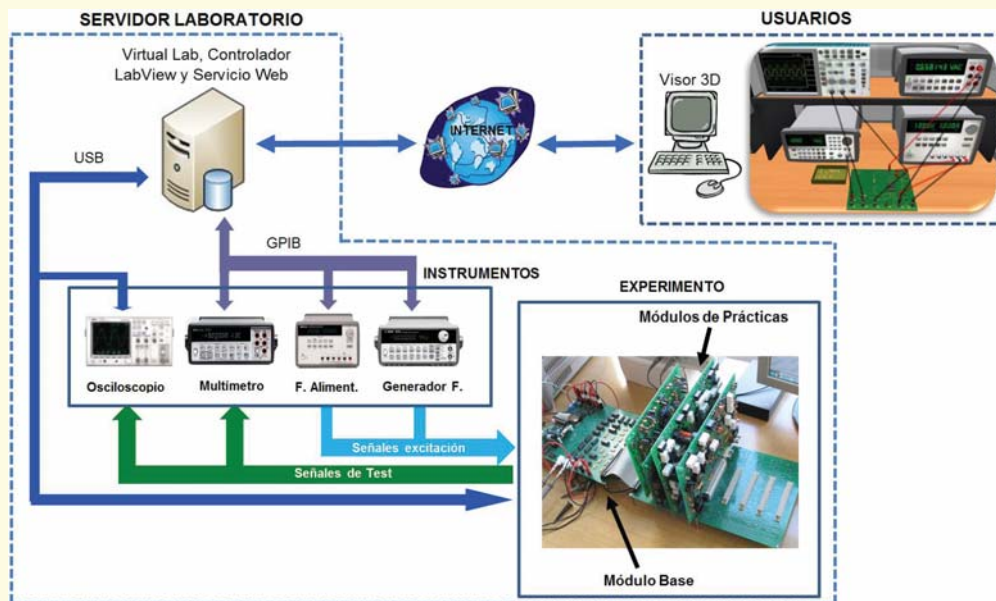 SERVIDOR LABORATORIO
Virtual Lab, Controlador
LabView y Servicio Web
USB
INTERNET
USUARIOS
Visor 3D
GPIB
INSTRUMENTOS
Osciloscopio
Multímetro
F. Aliment.
Generador F.
Señales excitación
Señales de Test
EXPERIMENTO
Módulos de Prácticas
Módulo Base